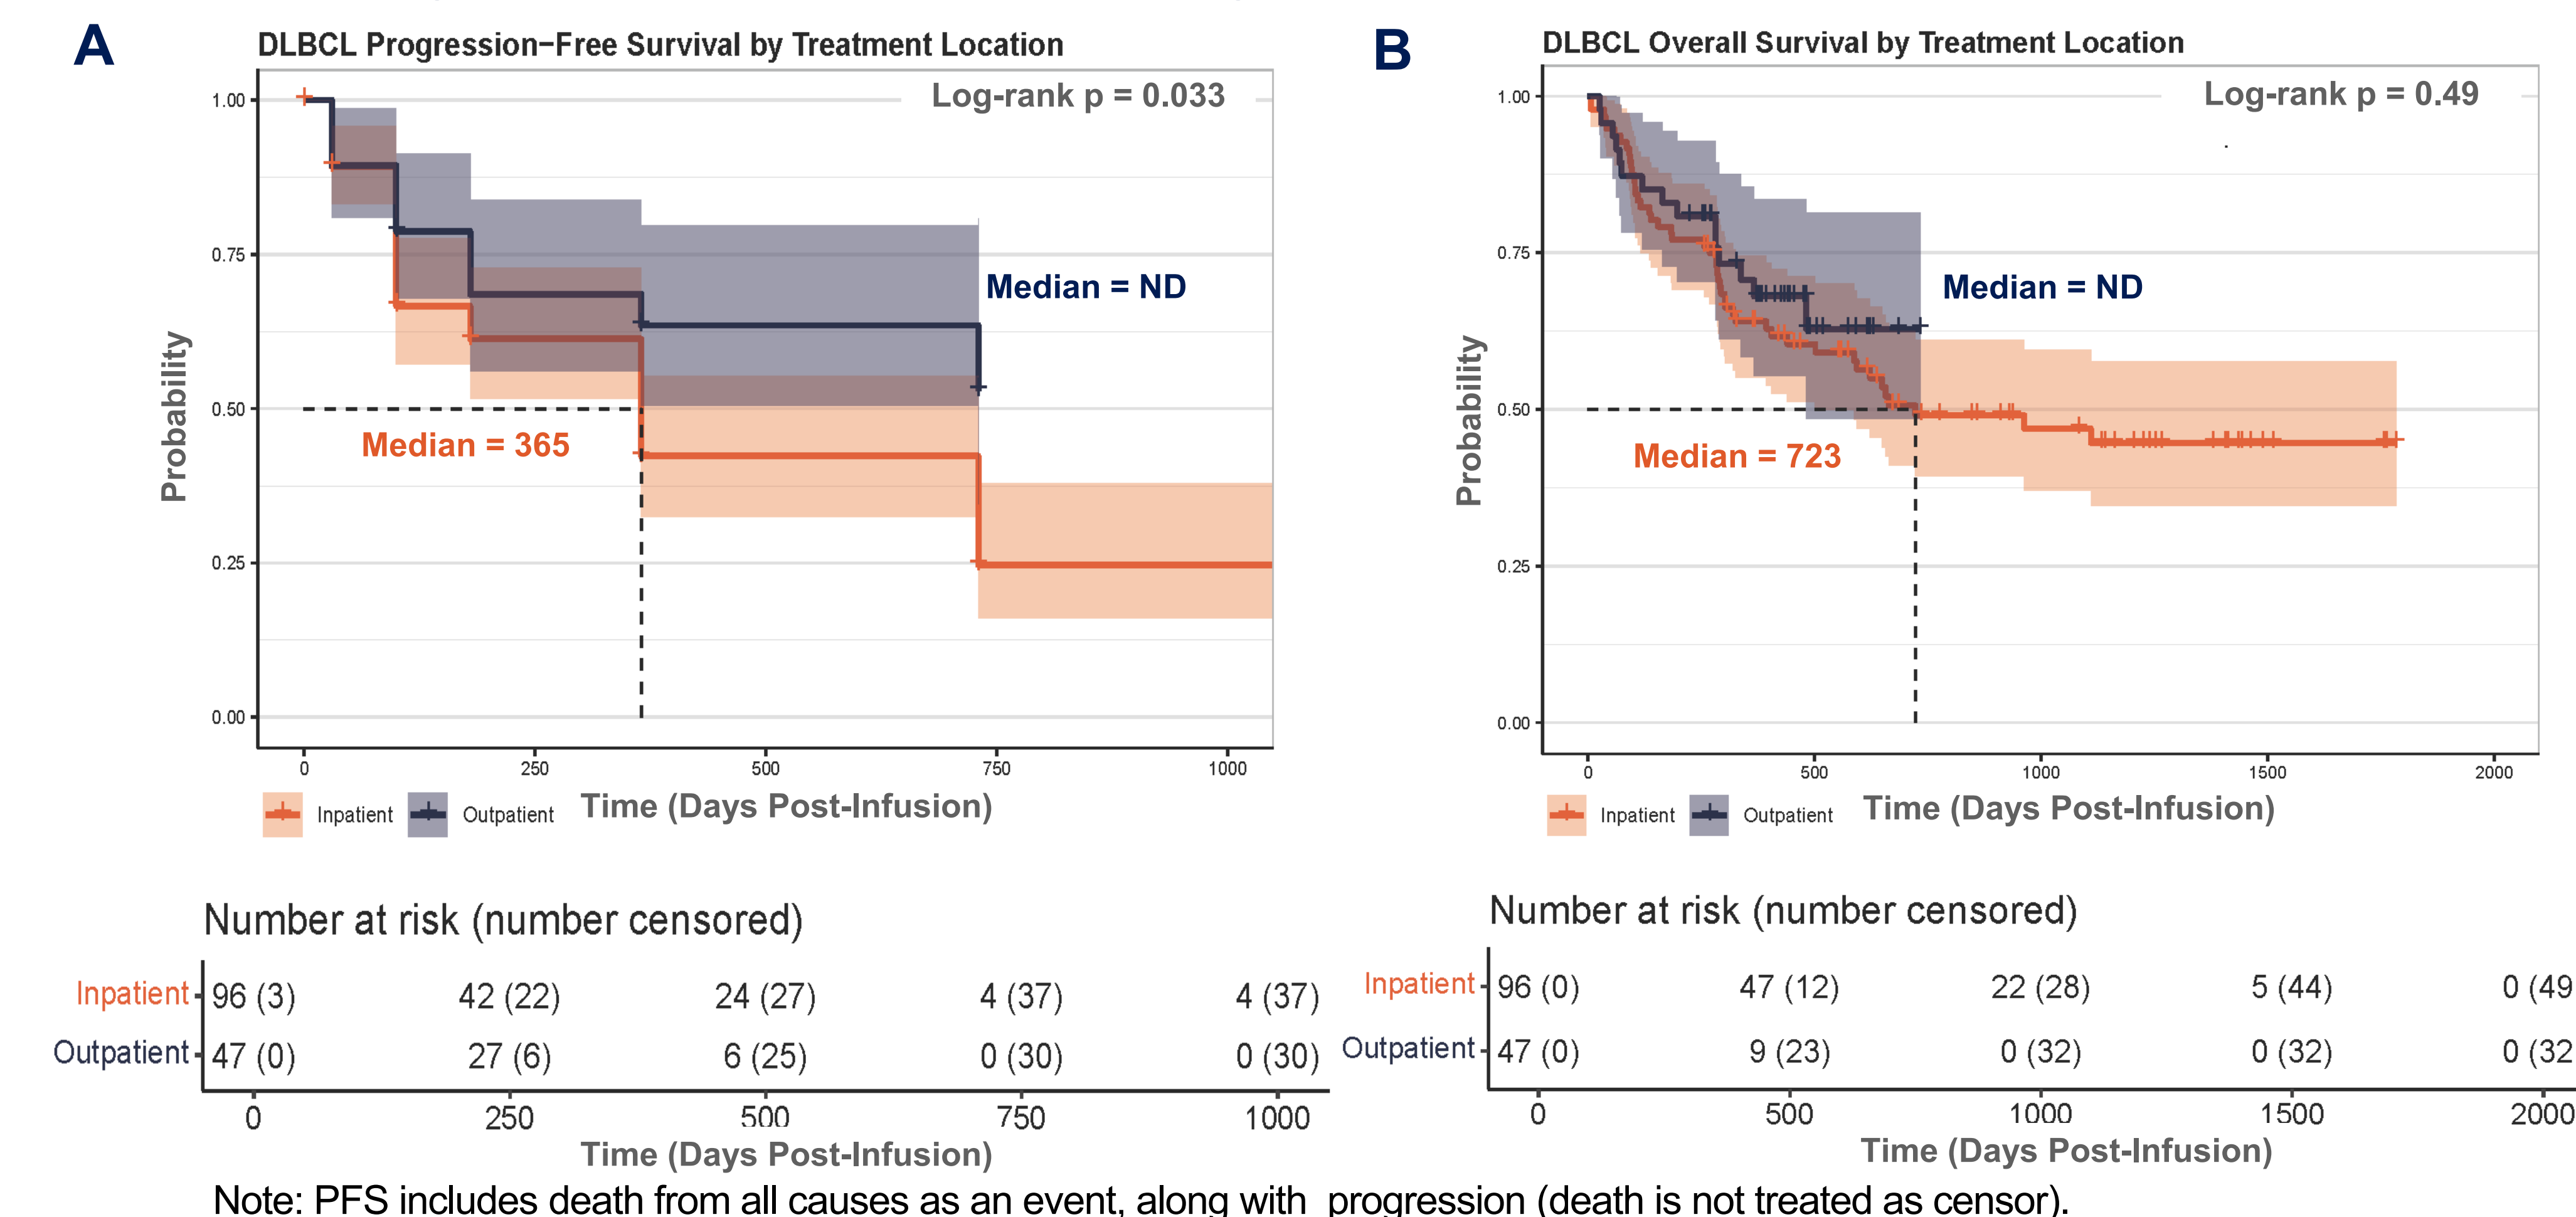 A
DLBCL Progression-Free Survival by Treatment Location
Log-rank p = 0.033
1.00
0.75
0.50
0.25
0.00
Probability
Median = ND
Median = 365
0 250 500 750 1000
Inpatient Outpatient Time (Days Post-Infusion)
Number at risk (number censored)
Inpatient 96 (3) 42 (22) 24 (27) 4 (37) 4 (37)
Outpatient 47 (0) 27 (6) 6 (25) 0 (30) 0 (30)
0 250 500 750 1000
Time (Days Post-Infusion)
B
DLBCL Overall Survival by Treatment Location
Log-rank p = 0.49
1.00
0.75
0.50
0.25
0.00
Probability
Median = ND
Median = 723
0 500 1000 1500 2000
Inpatient Outpatient Time (Days Post-Infusion)
Number at risk (number censored)
Inpatient 96 (0) 47 (12) 22 (28) 5 (44) 0 (49
Outpatient 47 (0) 9 (23) 0 (32) 0 (32) 0 (32
0 500 1000 1500 2000
Time (Days Post-Infusion)
Note: PFS includes death from all causes as an event, along with progression (death is not treated as censor).